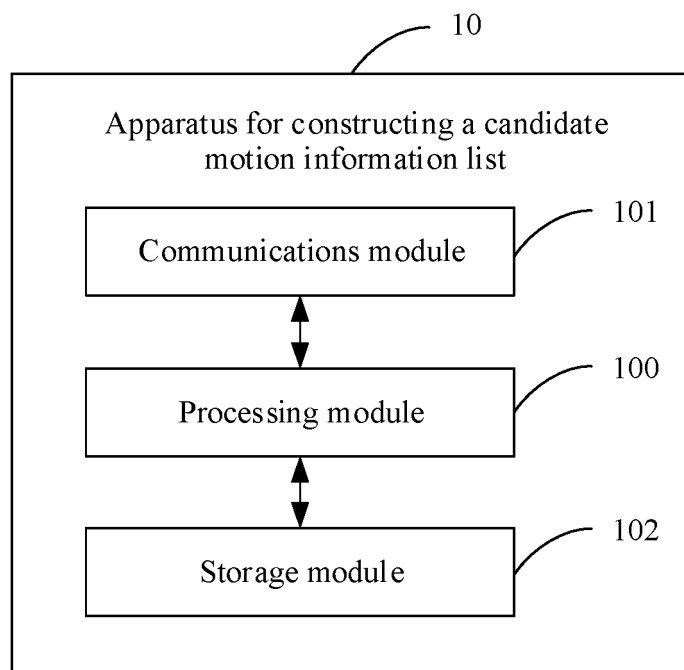 10
Apparatus for constructing a candidate
motion information list
101
Communications module
100
Processing module
102
Storage module